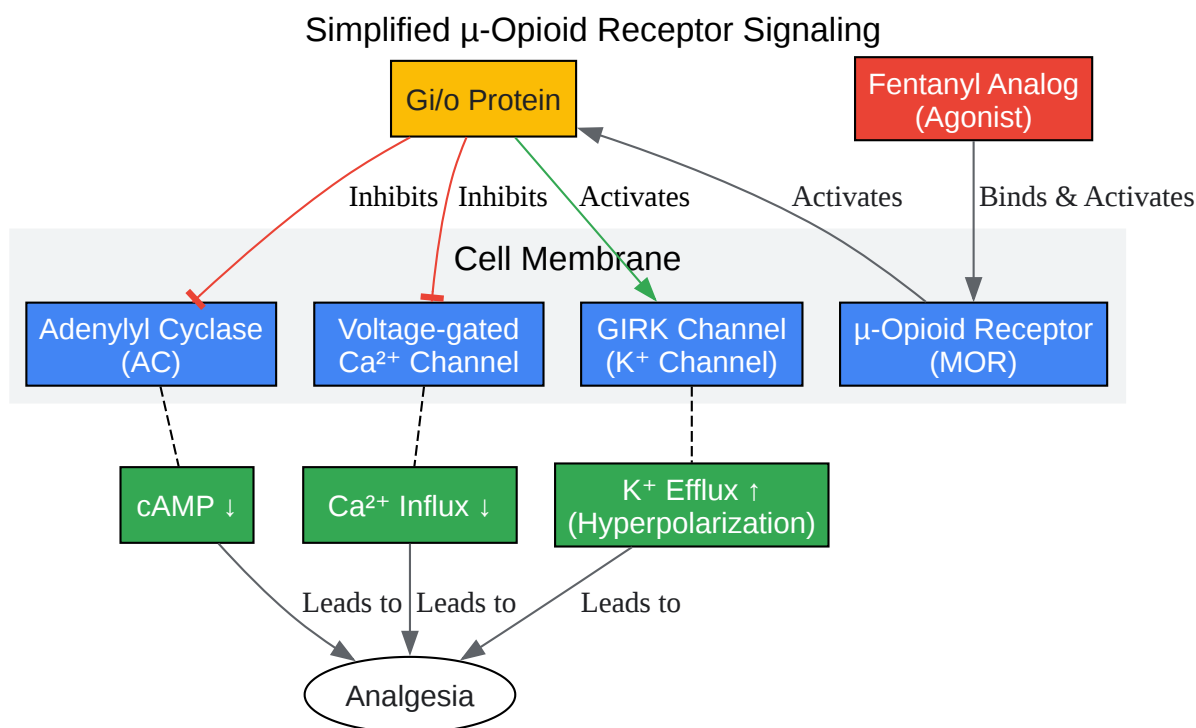 Simplified µ-Opioid Receptor Signaling
Gi/o Protein
Fentanyl Analog
(Agonist)
Inhibits
Inhibits
Activates
Activates
Binds & Activates
Cell Membrane
Adenylyl Cyclase
(AC)
Voltage-gated
Ca²⁺ Channel
GIRK Channel
(K⁺ Channel)
µ-Opioid Receptor
(MOR)
cAMP ↓
Ca²⁺ Influx ↓
K⁺ Efflux ↑
(Hyperpolarization)
Leads to
Leads to
Leads to
Analgesia